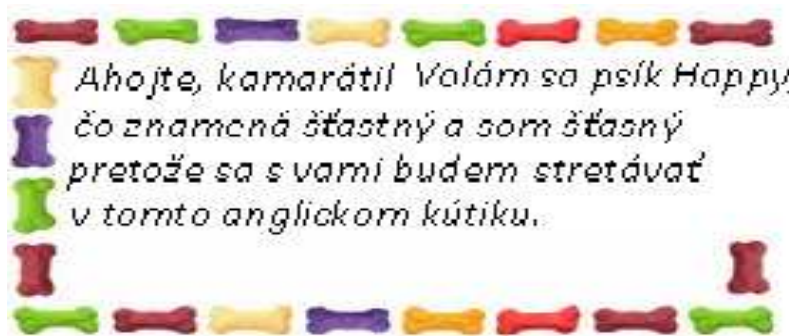 Ahojte, kamaráti! Volám sa psík Happy,
čo znamená šťastný a som šťasný
pretože sa s vami budem stretávať
v tomto anglickom kútiku.